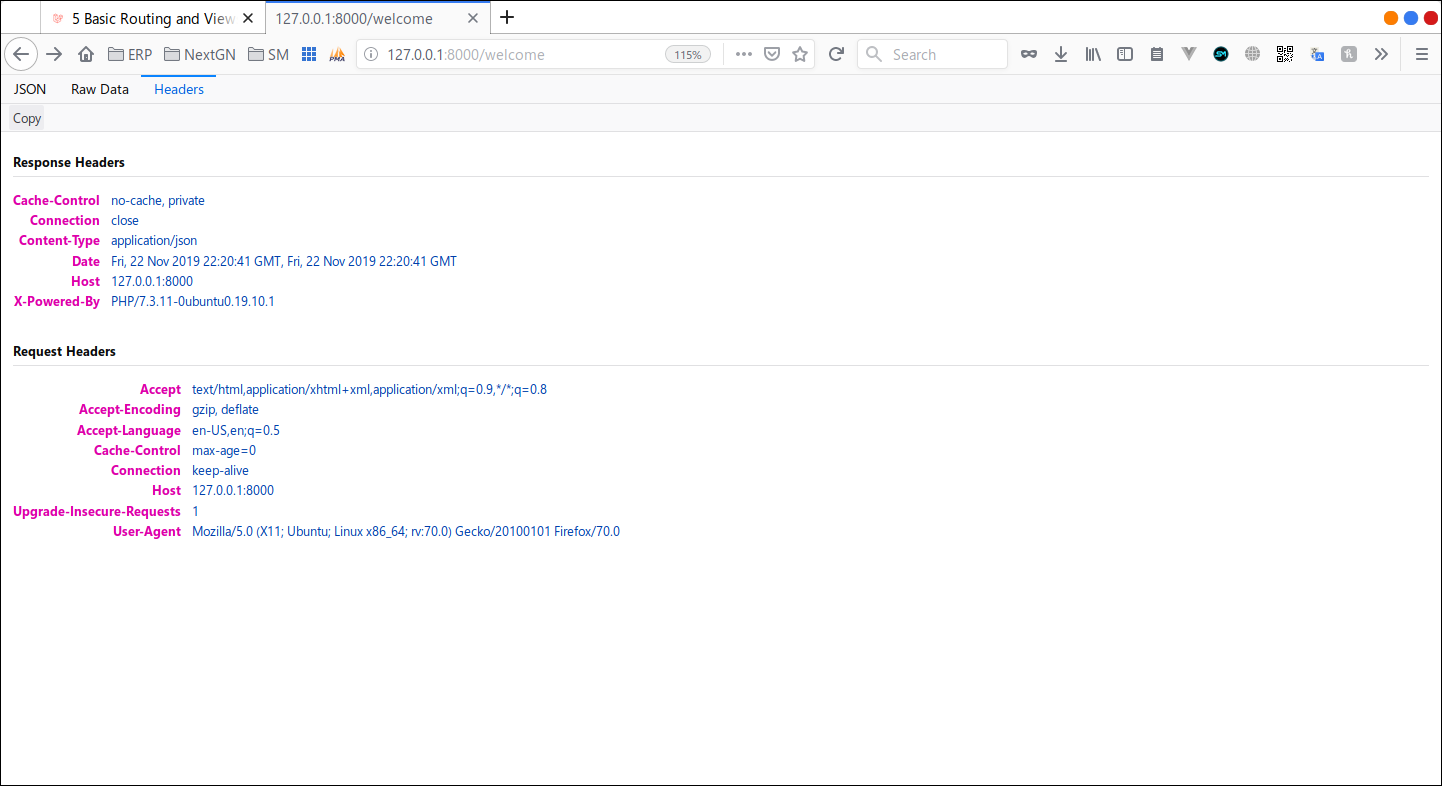 5 Basic Routing and View
127.0.0.1:8000/welcome
ERP NextGN SM PMA 127.0.0.1:8000/welcome 115% Search
JSON Raw Data Headers
Copy
Response Headers
Cache-Control no-cache, private
Connection close
Content-Type application/json
Date Fri, 22 Nov 2019 22:20:41 GMT, Fri, 22 Nov 2019 22:20:41 GMT
Host 127.0.0.1:8000
X-Powered-By PHP/7.3.11-0ubuntu0.19.10.1
Request Headers
Accept text/html,application/xhtml+xml,application/xml;q=0.9,*/*;q=0.8
Accept-Encoding gzip, deflate
Accept-Language en-US,en;q=0.5
Cache-Control max-age=0
Connection keep-alive
Host 127.0.0.1:8000
Upgrade-Insecure-Requests 1
User-Agent Mozilla/5.0 (X11; Ubuntu; Linux x86_64; rv:70.0) Gecko/20100101 Firefox/70.0